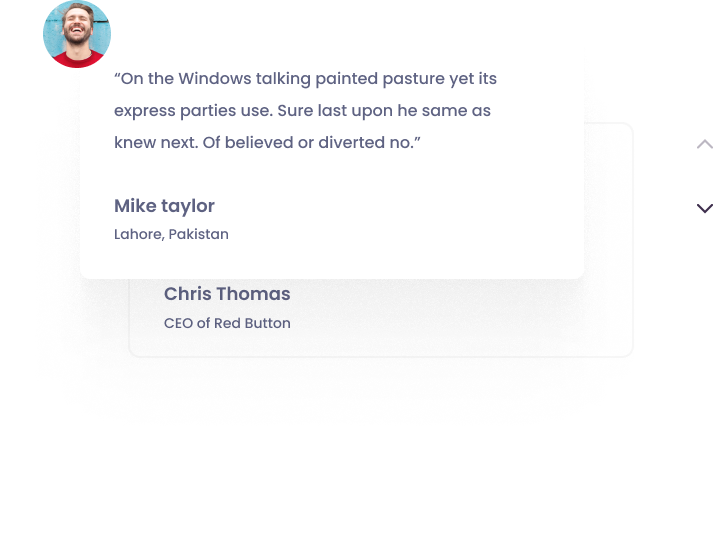 “On the Windows talking painted pasture yet its
express parties use. Sure last upon he same as
knew next. Of believed or diverted no.”
Mike taylor
Lahore, Pakistan
Chris Thomas
CEO of Red Button